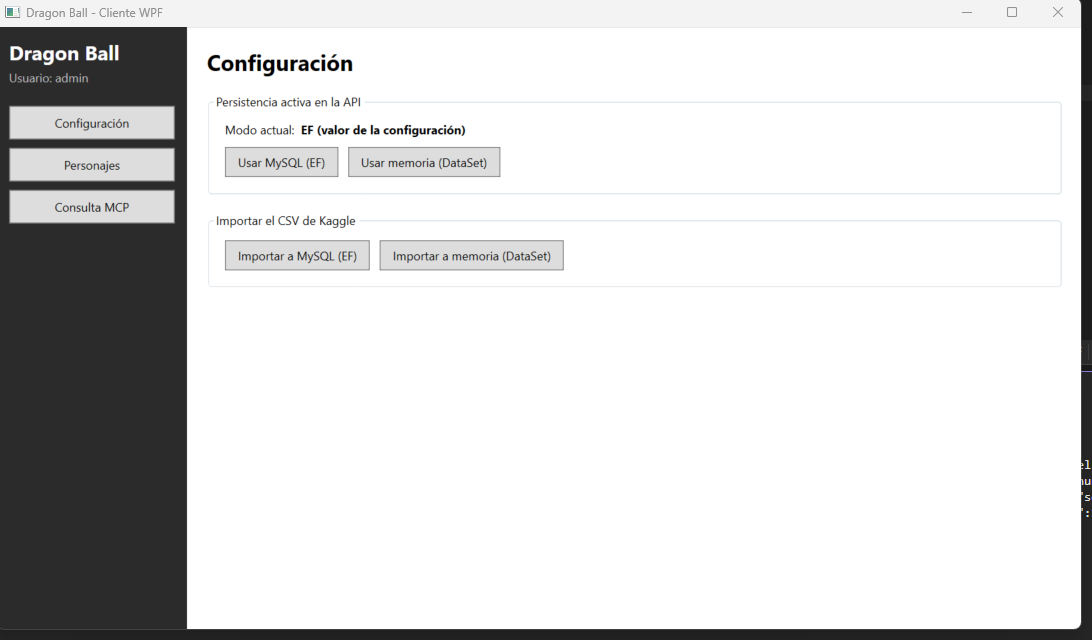 Dragon Ball - Cliente WPF
Dragon Ball
Usuario: admin
Configuración
Personajes
Consulta MCP
Configuración
Persistencia activa en la API
Modo actual: EF (valor de la configuración)
Usar MySQL (EF) Usar memoria (DataSet)
Importar el CSV de Kaggle
Importar a MySQL (EF) Importar a memoria (DataSet)